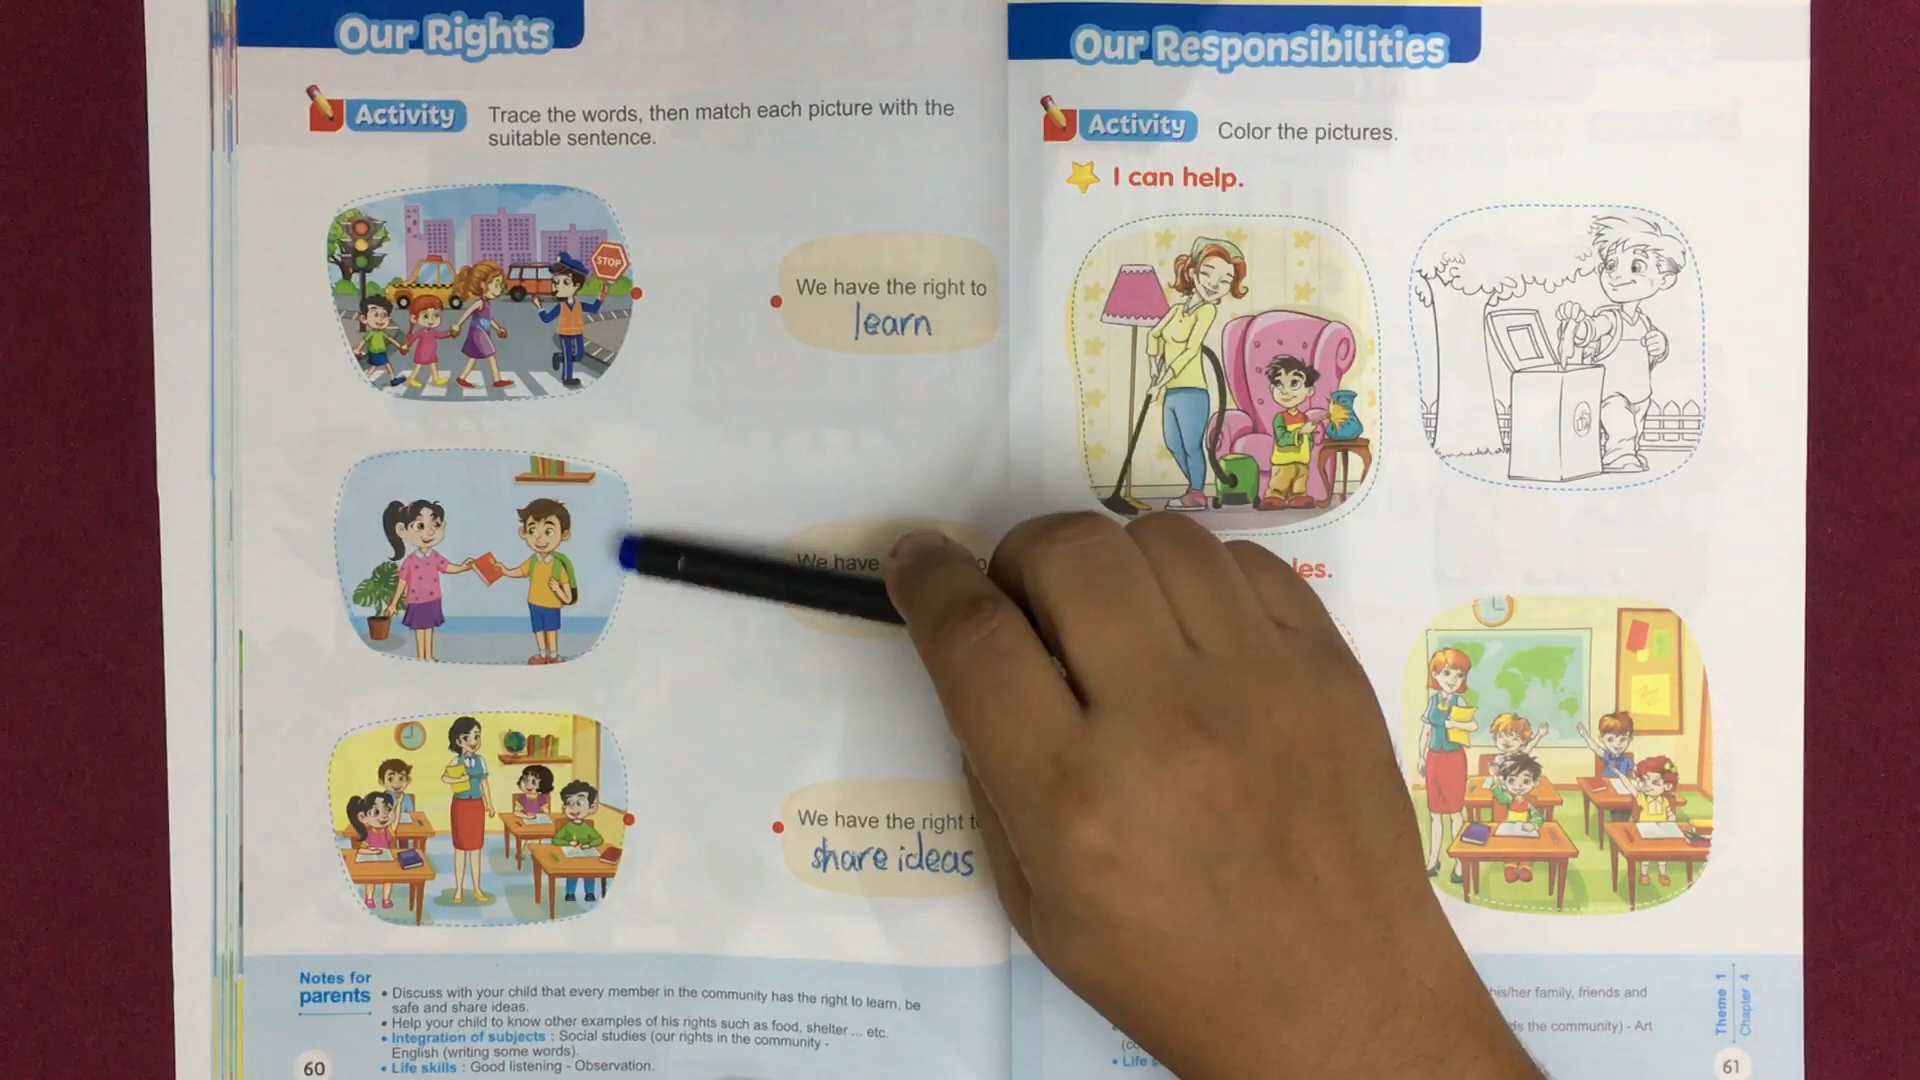 Our Rights
Activity
Trace the words, then match each picture with the
suitable sentence.
STOP
We have the right to
learn
We have
We have the right
share ideas
Notes for
parents
• Discuss with your child that every member in the community has the right to learn, be
safe and share ideas.
• Help your child to know other examples of his rights such as food, shelter ... etc.
• Integration of subjects : Social studies (our rights in the community -
English (writing some words).
• Life skills : Good listening - Observation.
60
Our Responsibilities
Activity
Color the pictures.
I can help.
his/her family, friends and
the community) - Art
• Life
Theme 1
Chapter 4
61